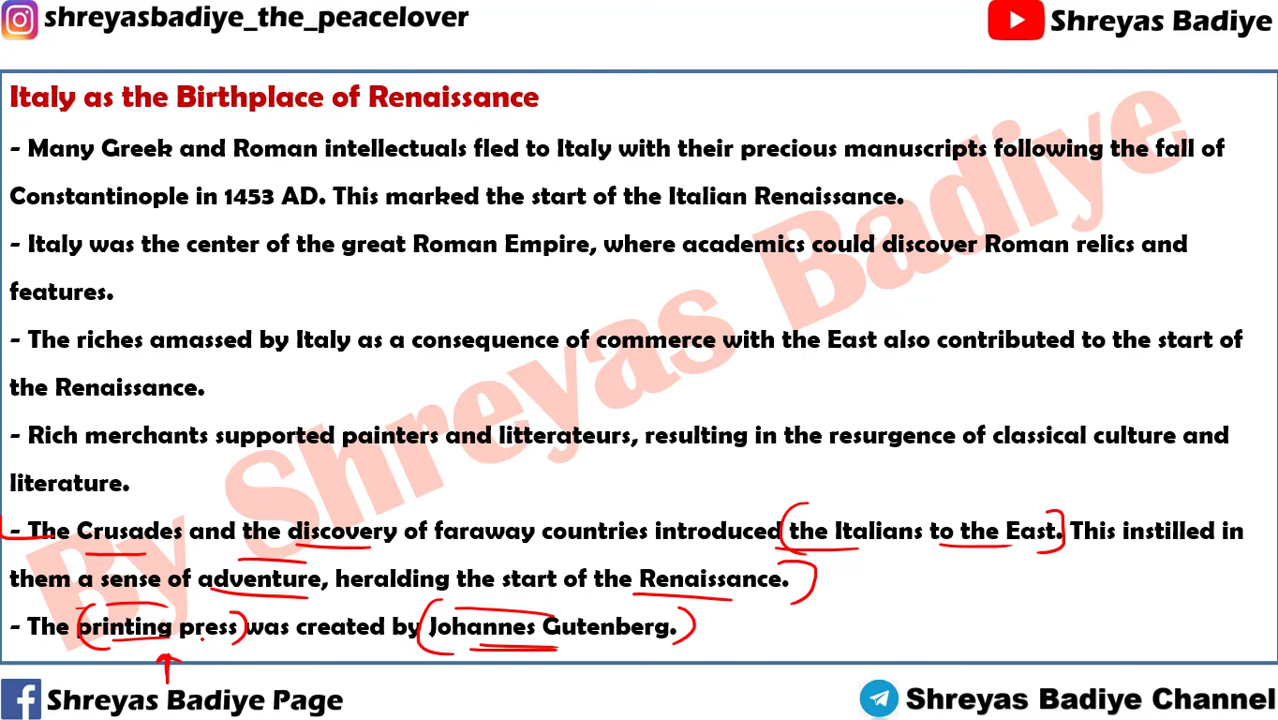 shreyasbadiye_the_peacelover
Shreyas Badiye
Italy as the Birthplace of Renaissance
- Many Greek and Roman intellectuals fled to Italy with their precious manuscripts following the fall of
Constantinople in 1453 AD. This marked the start of the Italian Renaissance.
- Italy was the center of the great Roman Empire, where academics could discover Roman relics and
features.
- The riches amassed by Italy as a consequence of commerce with the East also contributed to the start of
the Renaissance.
- Rich merchants supported painters and litterateurs, resulting in the resurgence of classical culture and
literature.
- The Crusades and the discovery of faraway countries introduced the Italians to the East. This instilled in
them a sense of adventure, heralding the start of the Renaissance.
- The printing press was created by Johannes Gutenberg.
By Shreyas Badiye
Shreyas Badiye Page
Shreyas Badiye Channel